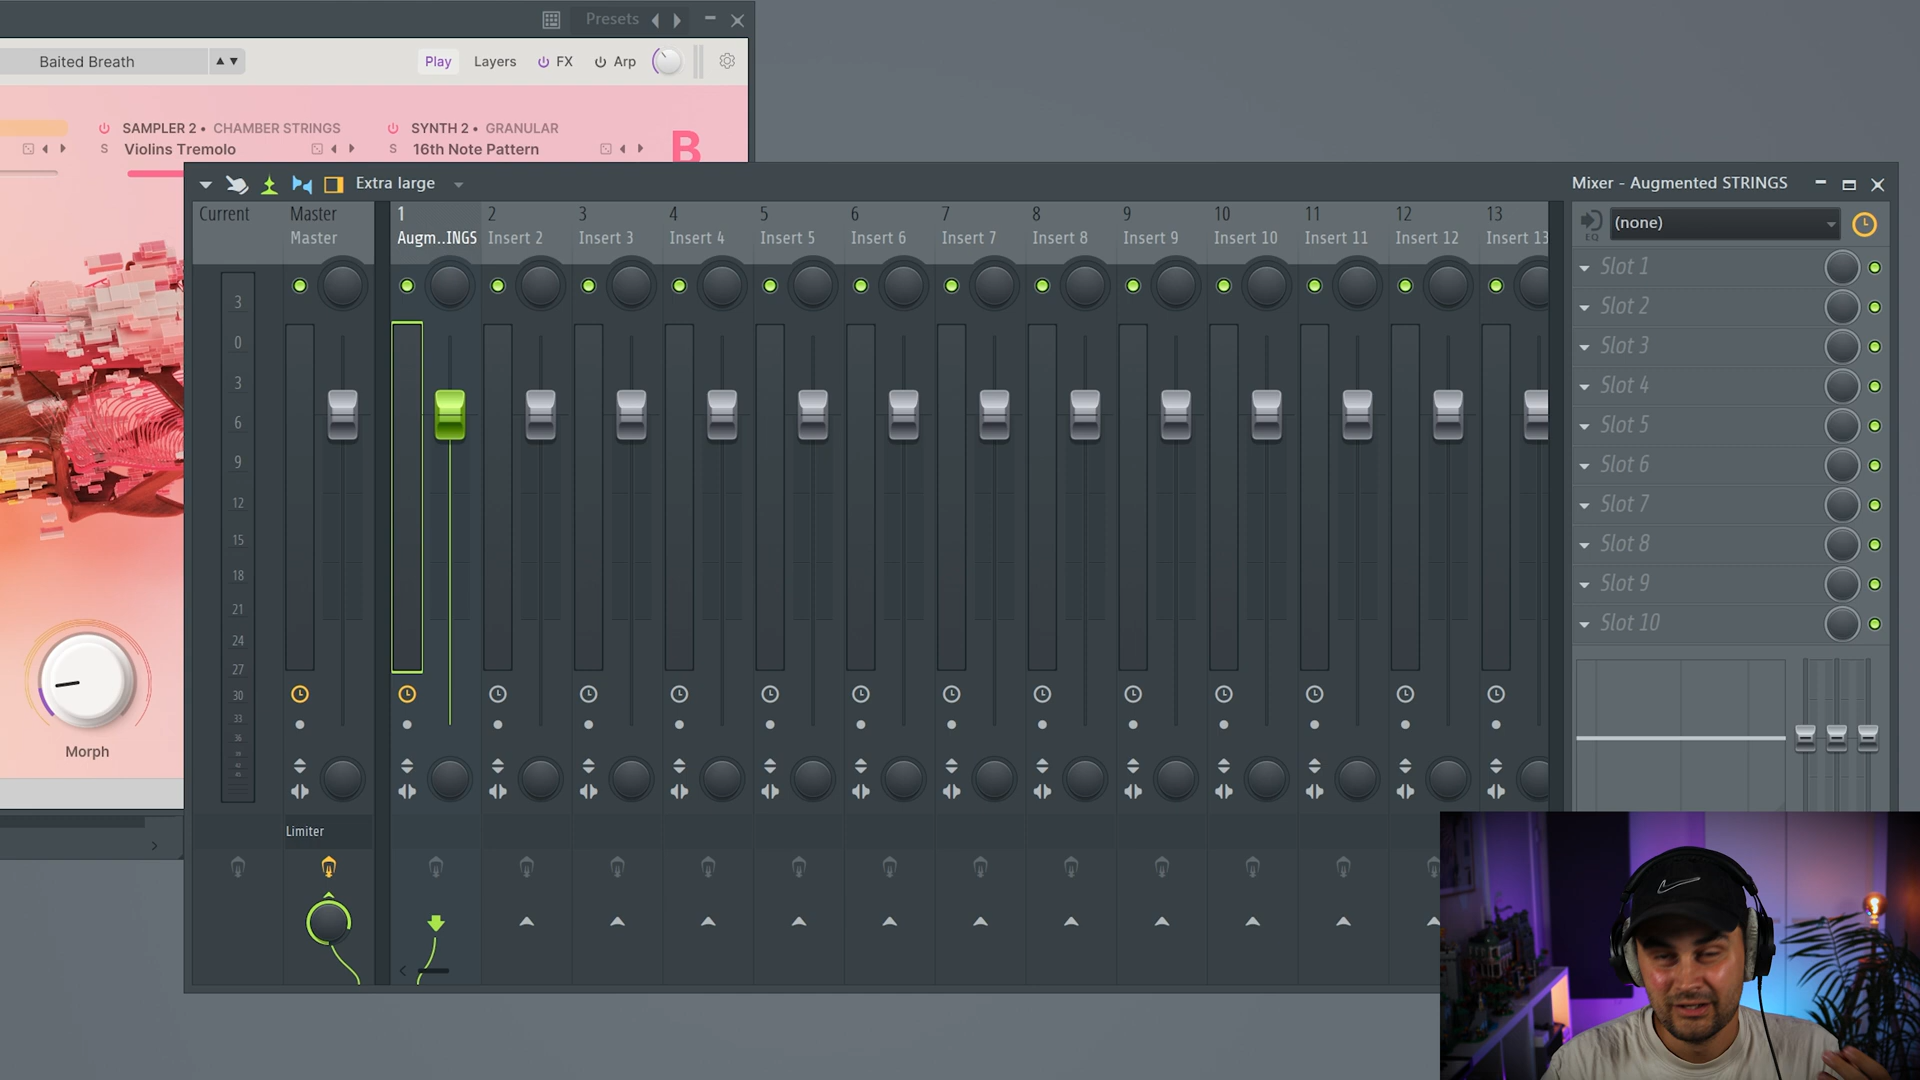 Presets
Baited Breath
Play Layers FX Arp
SAMPLER 2 • CHAMBER STRINGS
Violins Tremolo
SYNTH 2 • GRANULAR
16th Note Pattern
S
S
B
Morph
Extra large
Mixer - Augmented STRINGS
Current
Master
Master
1
Augm..INGS
2
Insert 2
3
Insert 3
4
Insert 4
5
Insert 5
6
Insert 6
7
Insert 7
8
Insert 8
9
Insert 9
10
Insert 10
11
Insert 11
12
Insert 12
13
Insert 13
3
0
3
6
9
12
15
18
21
24
27
30
33
36
Limiter
EQ
(none)
Slot 1
Slot 2
Slot 3
Slot 4
Slot 5
Slot 6
Slot 7
Slot 8
Slot 9
Slot 10